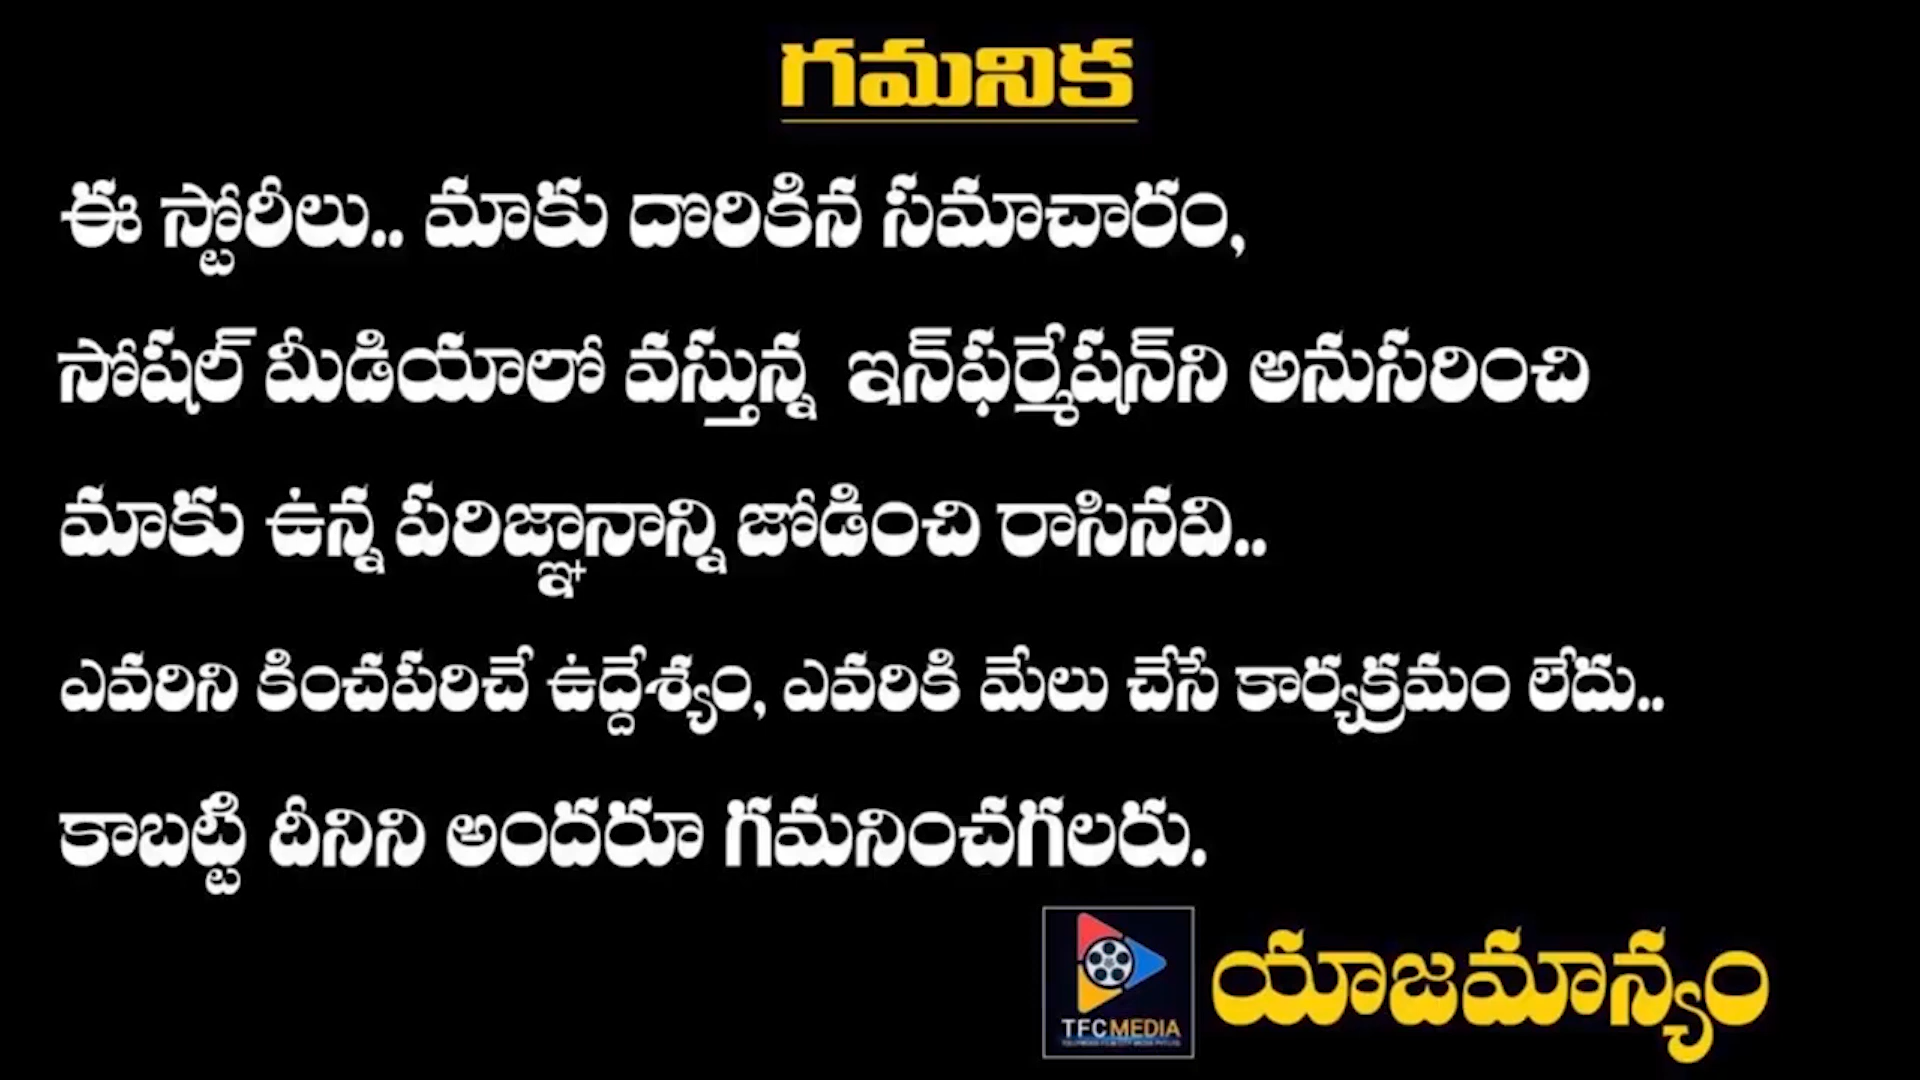 గమనిక
ఈ స్టోరీలు.. మాకు దొరికిన సమాచారం,
సోషల్ మీడియాలో వస్తున్న ఇన్‌ఫర్మేషన్‌ని అనుసరించి
మాకు ఉన్న పరిజ్ఞానాన్ని జోడించి రాసినవి..
ఎవరిని కించపరిచే ఉద్దేశ్యం, ఎవరికి మేలు చేసే కార్యక్రమం లేదు..
కాబట్టి దీనిని అందరూ గమనించగలరు.
TFC MEDIA
యాజమాన్యం